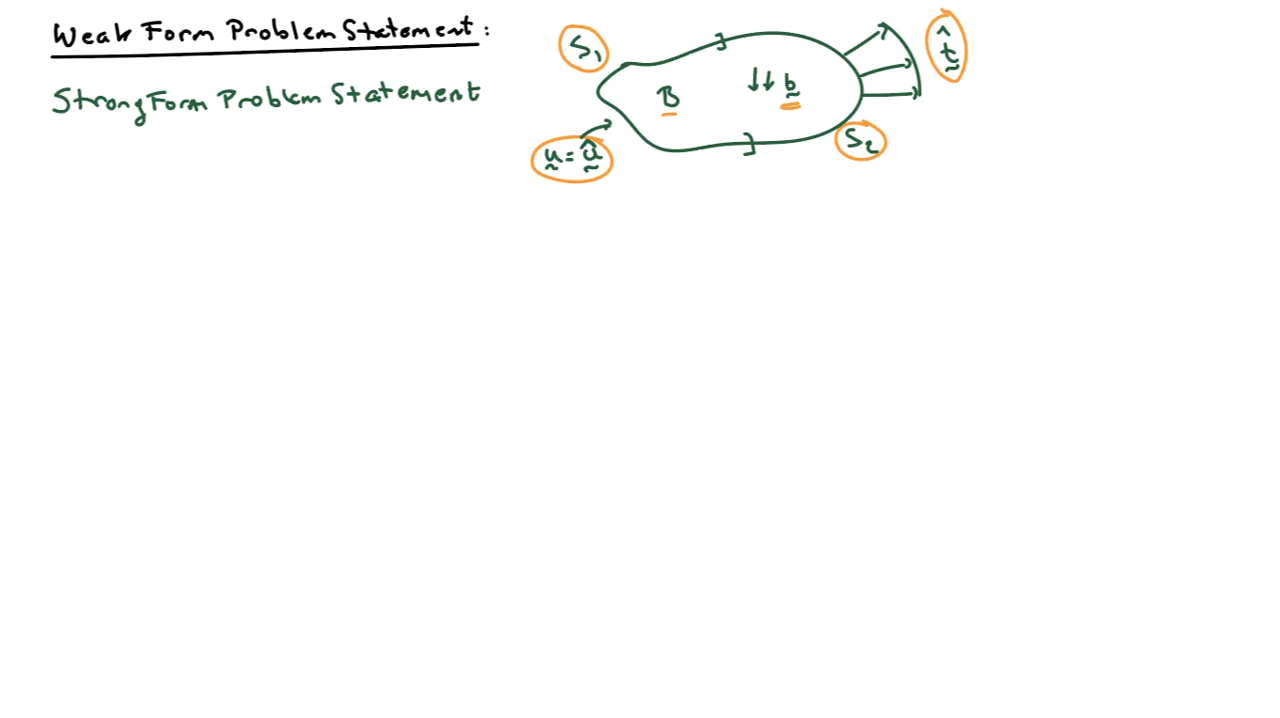 Weak Form Problem Statement:
Strong Form Problem Statement
S₁
B
b
t̂
u = û
S₂